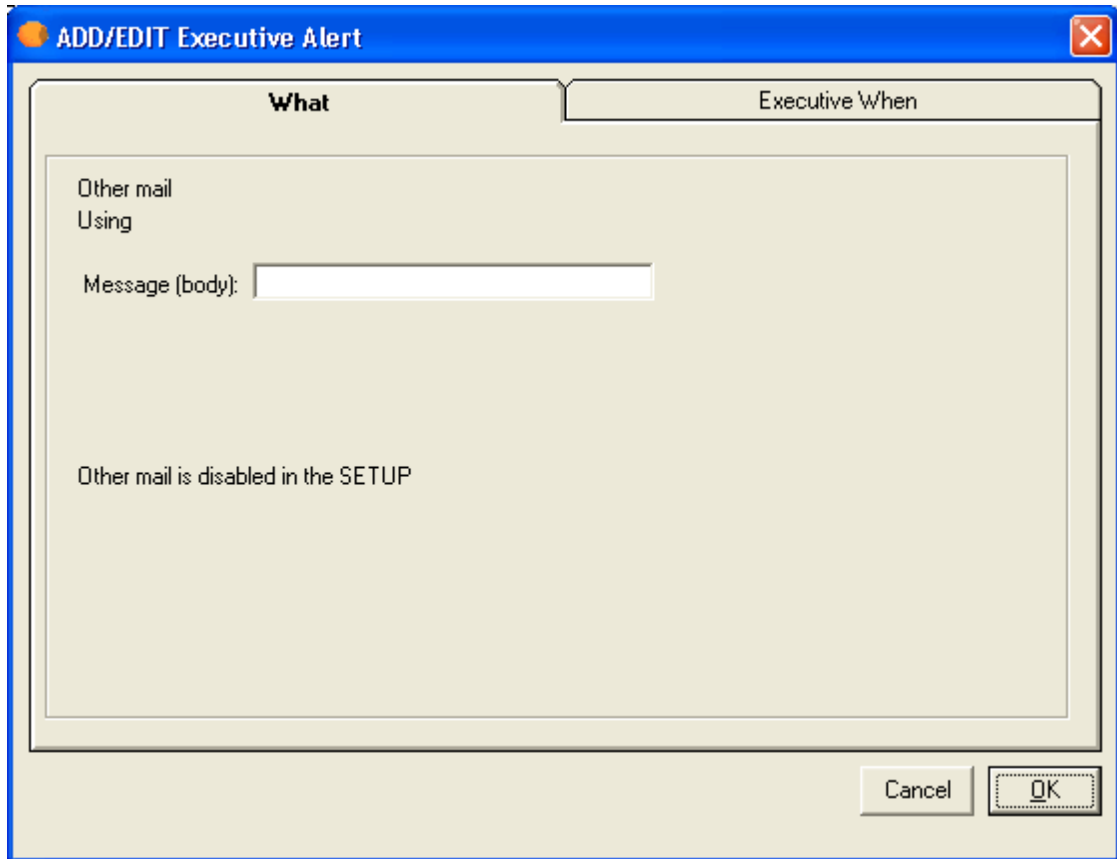 ADD/EDIT Executive Alert
What
Executive When
Other mail
Using
Message (body):
Other mail is disabled in the SETUP
Cancel
OK